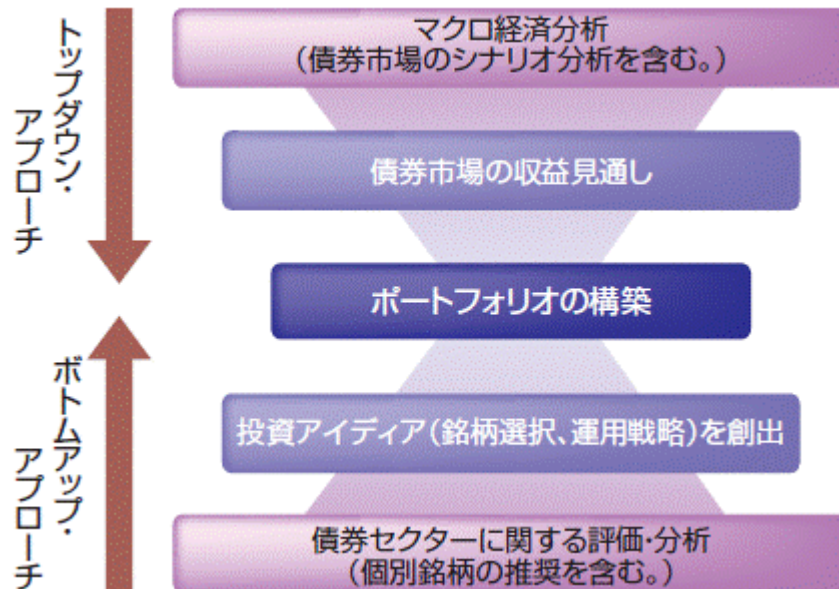 トップダウン・
アプローチ
マクロ経済分析
(債券市場のシナリオ分析を含む。)
債券市場の収益見通し
ポートフォリオの構築
ボトムアップ・
アプローチ
投資アイディア(銘柄選択、運用戦略)を創出
債券セクターに関する評価・分析
(個別銘柄の推奨を含む。)